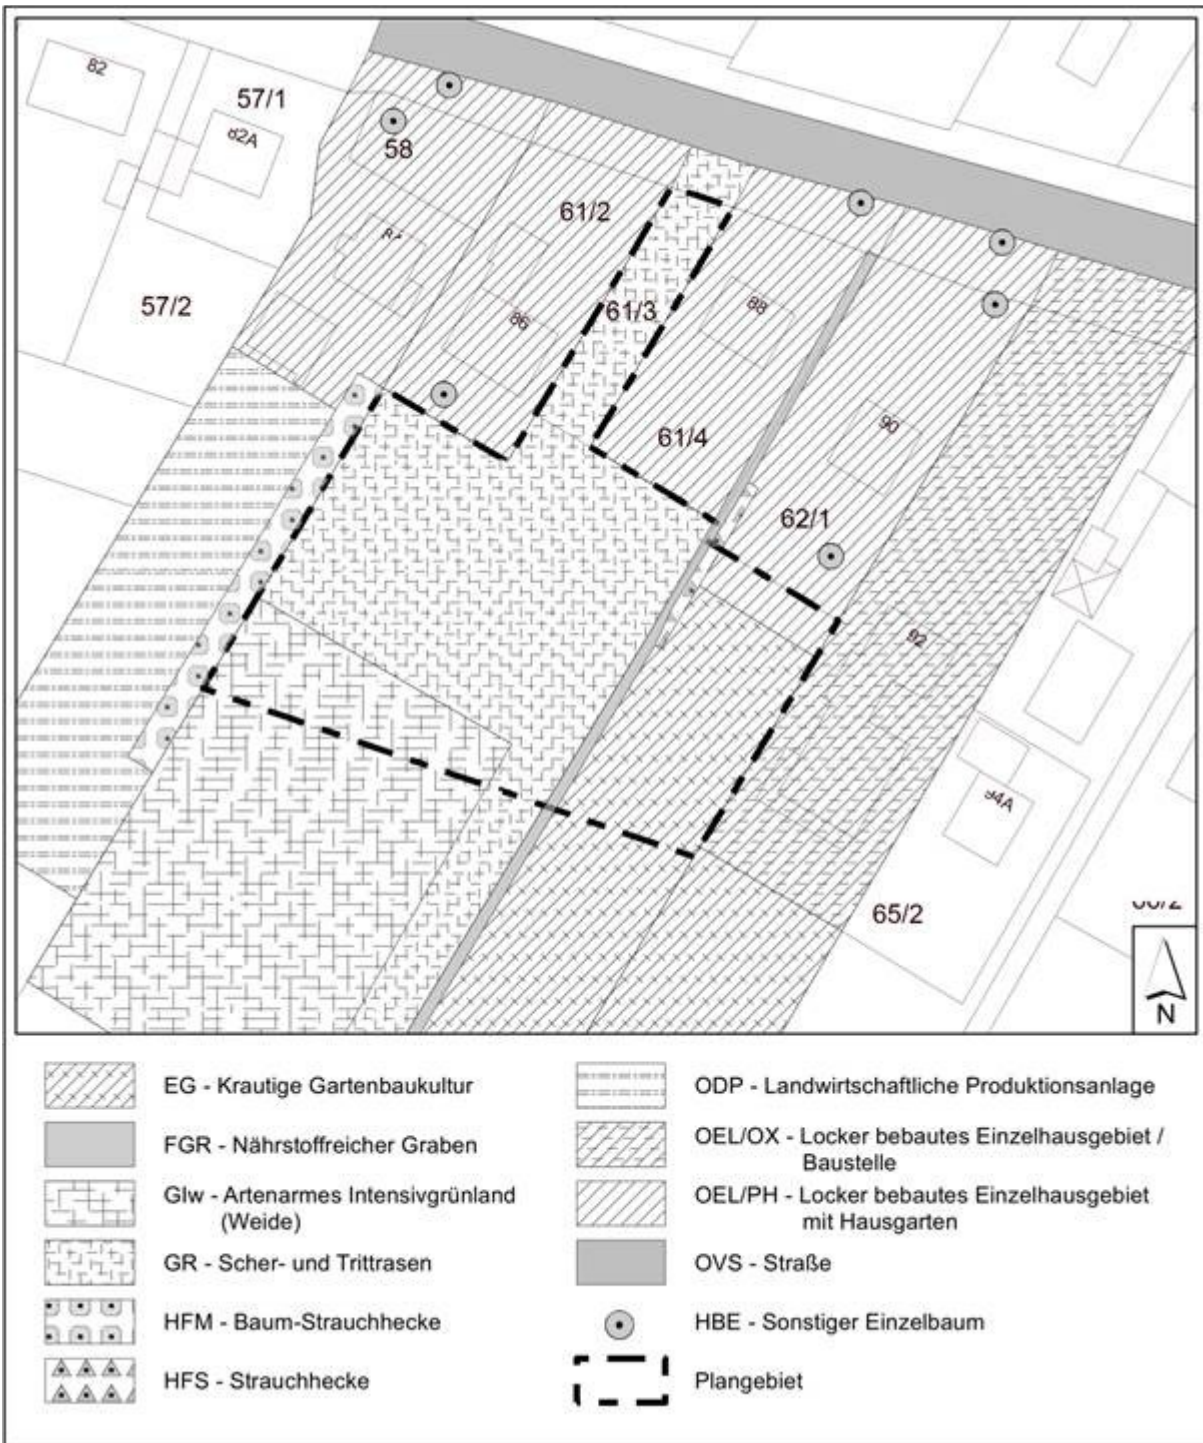 82
57/1
82A
58
61/2
57/2
86
61/3
88
61/4
90
62/1
92
94A
65/2
N
EG - Krautige Gartenbaukultur
FGR - Nährstoffreicher Graben
GIw - Artenarmes Intensivgrünland
(Weide)
GR - Scher- und Trittrasen
HFM - Baum-Strauchhecke
HFS - Strauchhecke
ODP - Landwirtschaftliche Produktionsanlage
OEL/OX - Locker bebautes Einzelhausgebiet /
Baustelle
OEL/PH - Locker bebautes Einzelhausgebiet
mit Hausgarten
OVS - Straße
HBE - Sonstiger Einzelbaum
Plangebiet